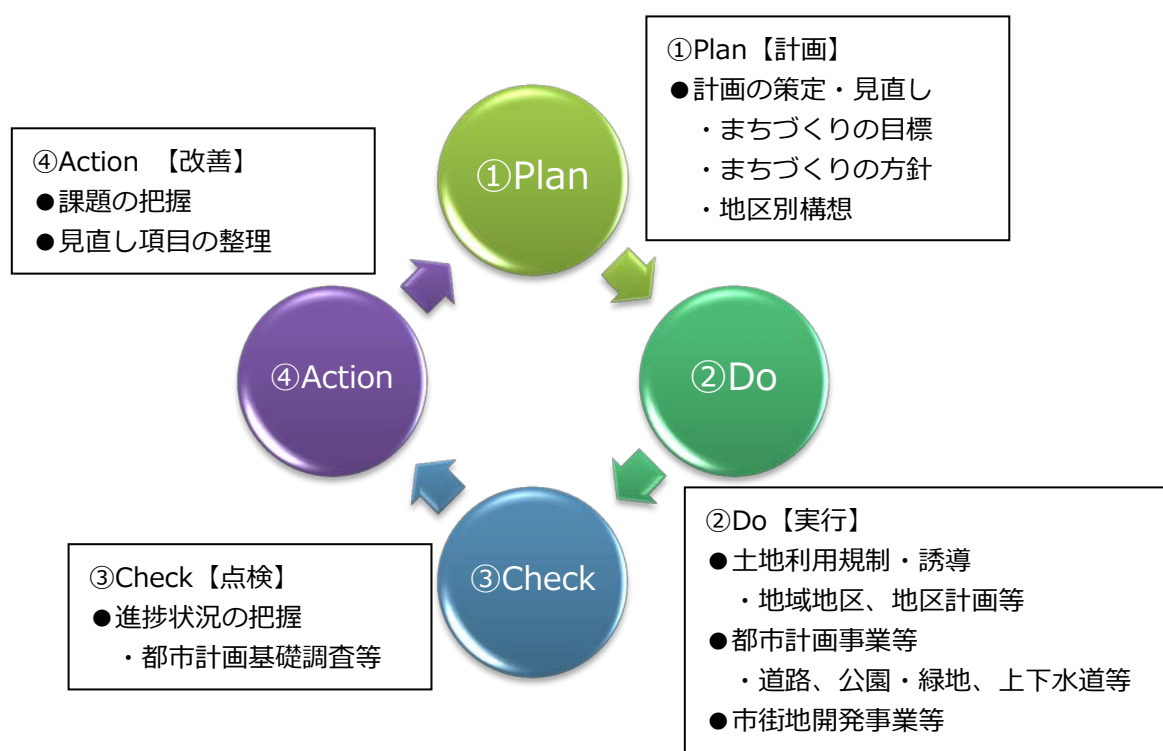 ①Plan【計画】
●計画の策定・見直し
・まちづくりの目標
・まちづくりの方針
・地区別構想
④Action 【改善】
●課題の把握
●見直し項目の整理
①Plan
②Do
③Check
④Action
②Do【実行】
●土地利用規制・誘導
・地域地区、地区計画等
●都市計画事業等
・道路、公園・緑地、上下水道等
●市街地開発事業等
③Check【点検】
●進捗状況の把握
・都市計画基礎調査等